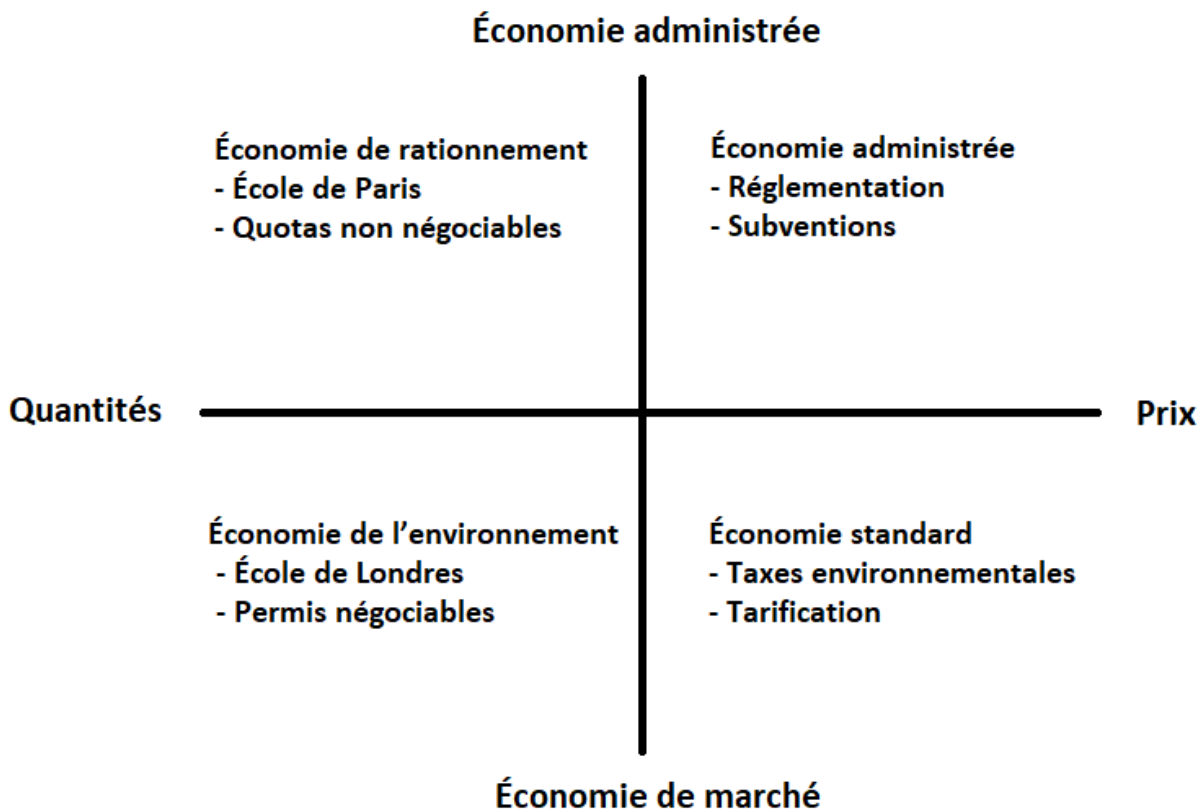 Économie administrée
Économie de rationnement
- École de Paris
- Quotas non négociables
Économie administrée
- Réglementation
- Subventions
Quantités
Prix
Économie de l’environnement
- École de Londres
- Permis négociables
Économie standard
- Taxes environnementales
- Tarification
Économie de marché